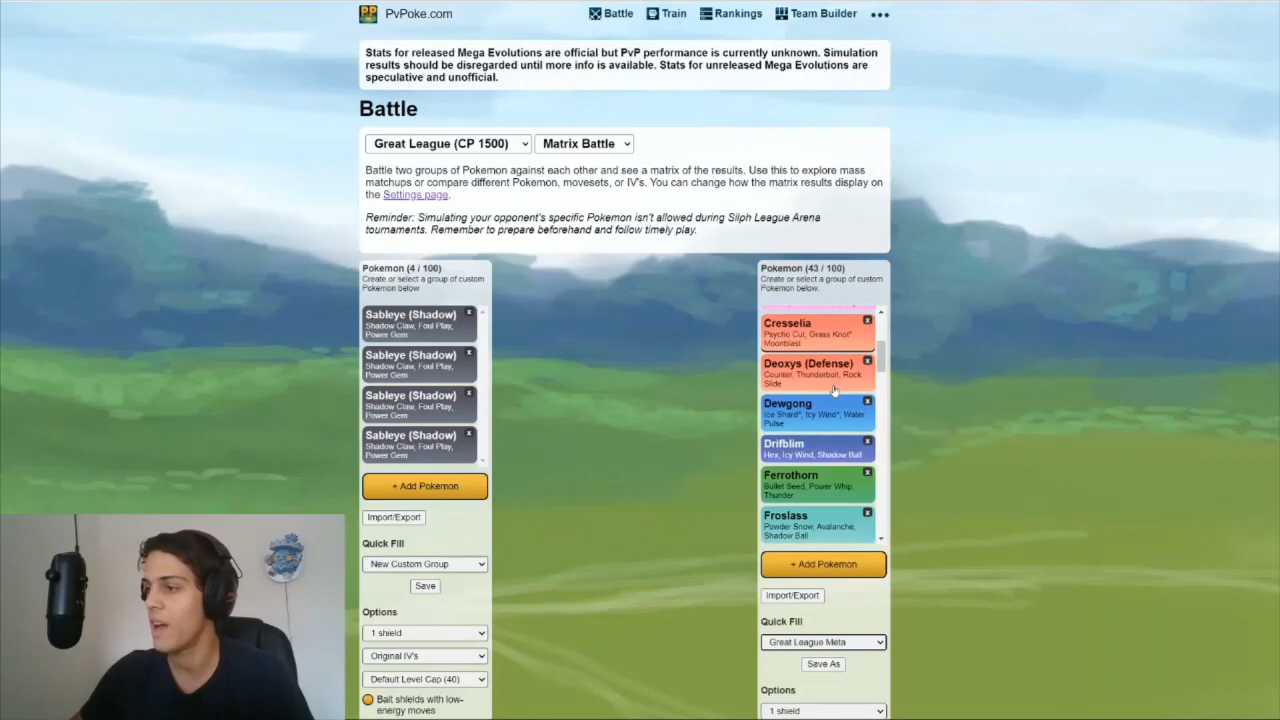 PvPoke.com
Battle
Train
Rankings
Team Builder
Stats for released Mega Evolutions are official but PvP performance is currently unknown. Simulation
results should be disregarded until more info is available. Stats for unreleased Mega Evolutions are
speculative and unofficial.
Battle
Great League (CP 1500)
Matrix Battle
Battle two groups of Pokemon against each other and see a matrix of the results. Use this to explore mass
matchups or compare different Pokemon, movesets, or IV's. You can change how the matrix results display on
the Settings page.
Reminder: Simulating your opponent's specific Pokemon isn't allowed during Silph League Arena
tournaments. Remember to prepare beforehand and follow timely play.
Pokemon (4 / 100)
Create or select a group of custom
Pokemon below.
Sableye (Shadow) x
Shadow Claw, Foul Play,
Power Gem
Sableye (Shadow) x
Shadow Claw, Foul Play,
Power Gem
Sableye (Shadow) x
Shadow Claw, Foul Play,
Power Gem
Sableye (Shadow) x
Shadow Claw, Foul Play,
Power Gem
+ Add Pokemon
Import/Export
Quick Fill
New Custom Group
Save
Options
1 shield
Original IV's
Default Level Cap (40)
Bait shields with low-
energy moves
Pokemon (43 / 100)
Create or select a group of custom
Pokemon below.
Cresselia x
Psycho Cut, Grass Knot*,
Moonblast
Deoxys (Defense) x
Counter, Thunderbolt, Rock
Slide
Dewgong x
Ice Shard*, Icy Wind*, Water
Pulse
Drifblim x
Hex, Icy Wind, Shadow Ball
Ferrothorn x
Bullet Seed, Power Whip,
Thunder
Froslass x
Powder Snow, Avalanche,
Shadow Ball
+ Add Pokemon
Import/Export
Quick Fill
Great League Meta
Save As
Options
1 shield